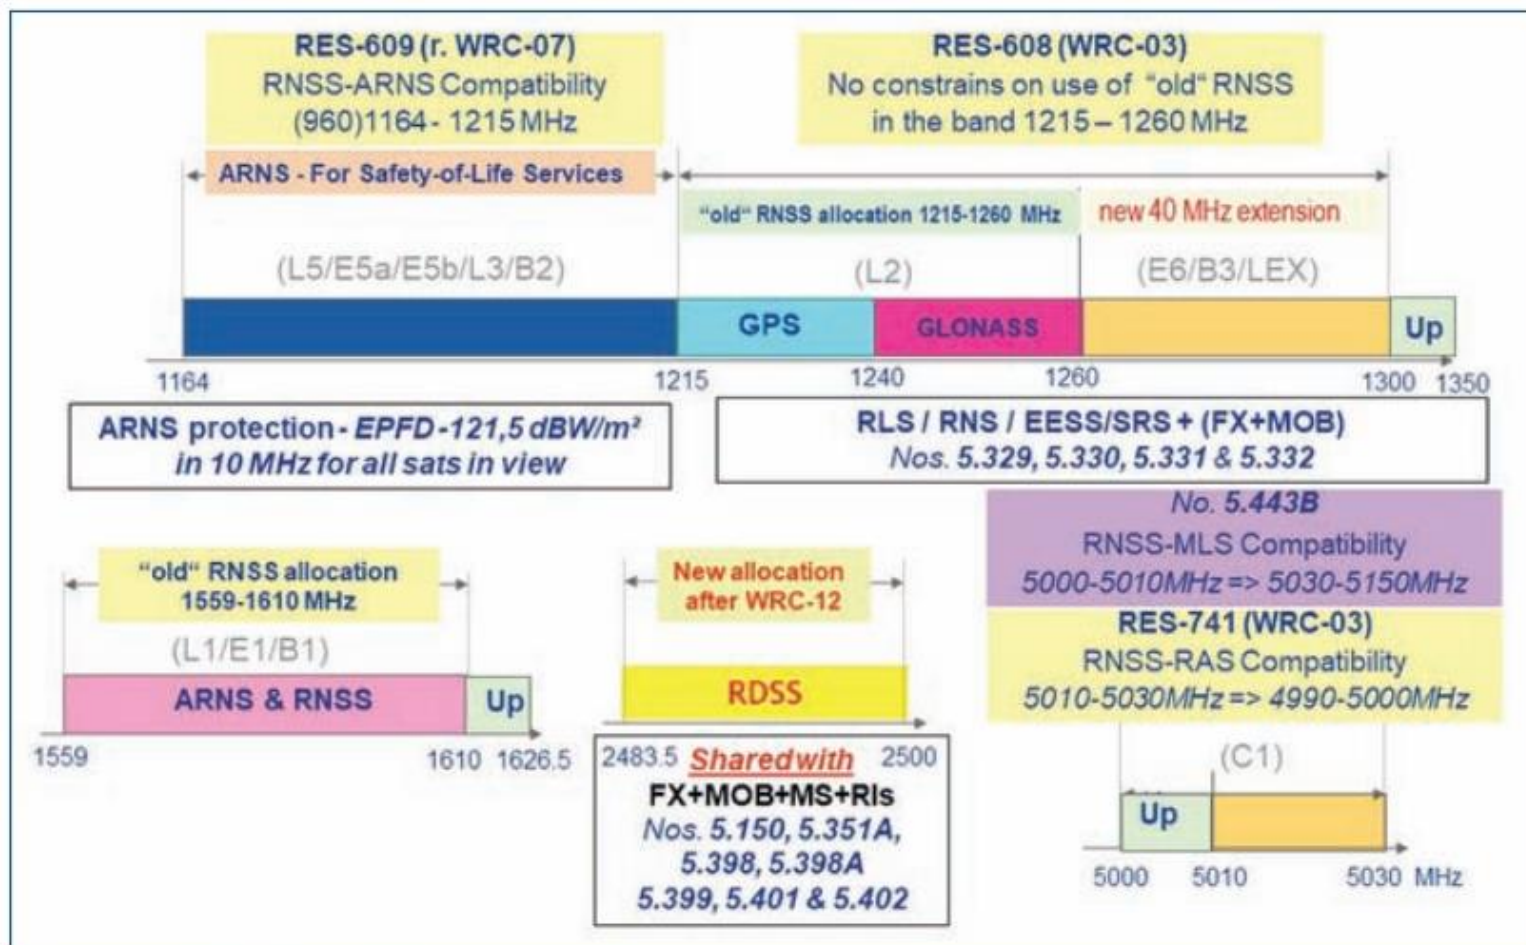 RES-609 (r. WRC-07)
RNSS-ARNS Compatibility
(960)1164 - 1215 MHz
RES-608 (WRC-03)
No constrains on use of "old" RNSS
in the band 1215 – 1260 MHz
ARNS - For Safety-of-Life Services
"old" RNSS allocation 1215-1260 MHz
new 40 MHz extension
(L5/E5a/E5b/L3/B2)
(L2)
(E6/B3/LEX)
GPS
GLONASS
Up
1164
1215
1240
1260
1300
1350
ARNS protection - EPFD -121,5 dBW/m²
in 10 MHz for all sats in view
RLS / RNS / EESS/SRS + (FX+MOB)
Nos. 5.329, 5.330, 5.331 & 5.332
"old" RNSS allocation
1559-1610 MHz
(L1/E1/B1)
ARNS & RNSS
Up
1559
1610
1626.5
New allocation
after WRC-12
RDSS
2483.5
2500
Shared with
FX+MOB+MS+RIs
Nos. 5.150, 5.351A,
5.398, 5.398A
5.399, 5.401 & 5.402
No. 5.443B
RNSS-MLS Compatibility
5000-5010MHz => 5030-5150MHz
RES-741 (WRC-03)
RNSS-RAS Compatibility
5010-5030MHz => 4990-5000MHz
(C1)
Up
5000
5010
5030 MHz